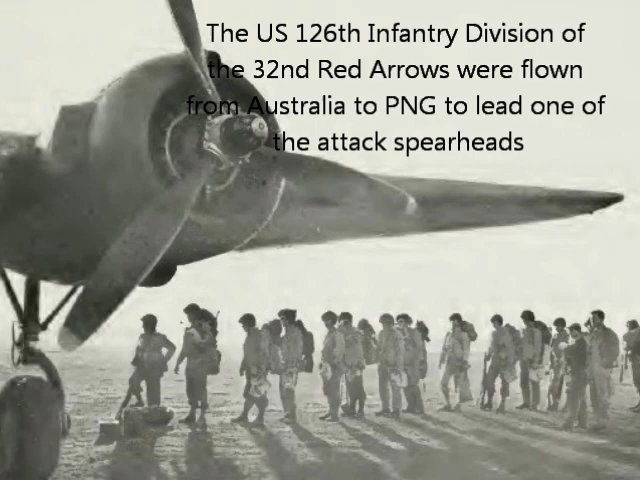 The US 126th Infantry Division of
the 32nd Red Arrows were flown
from Australia to PNG to lead one of
the attack spearheads